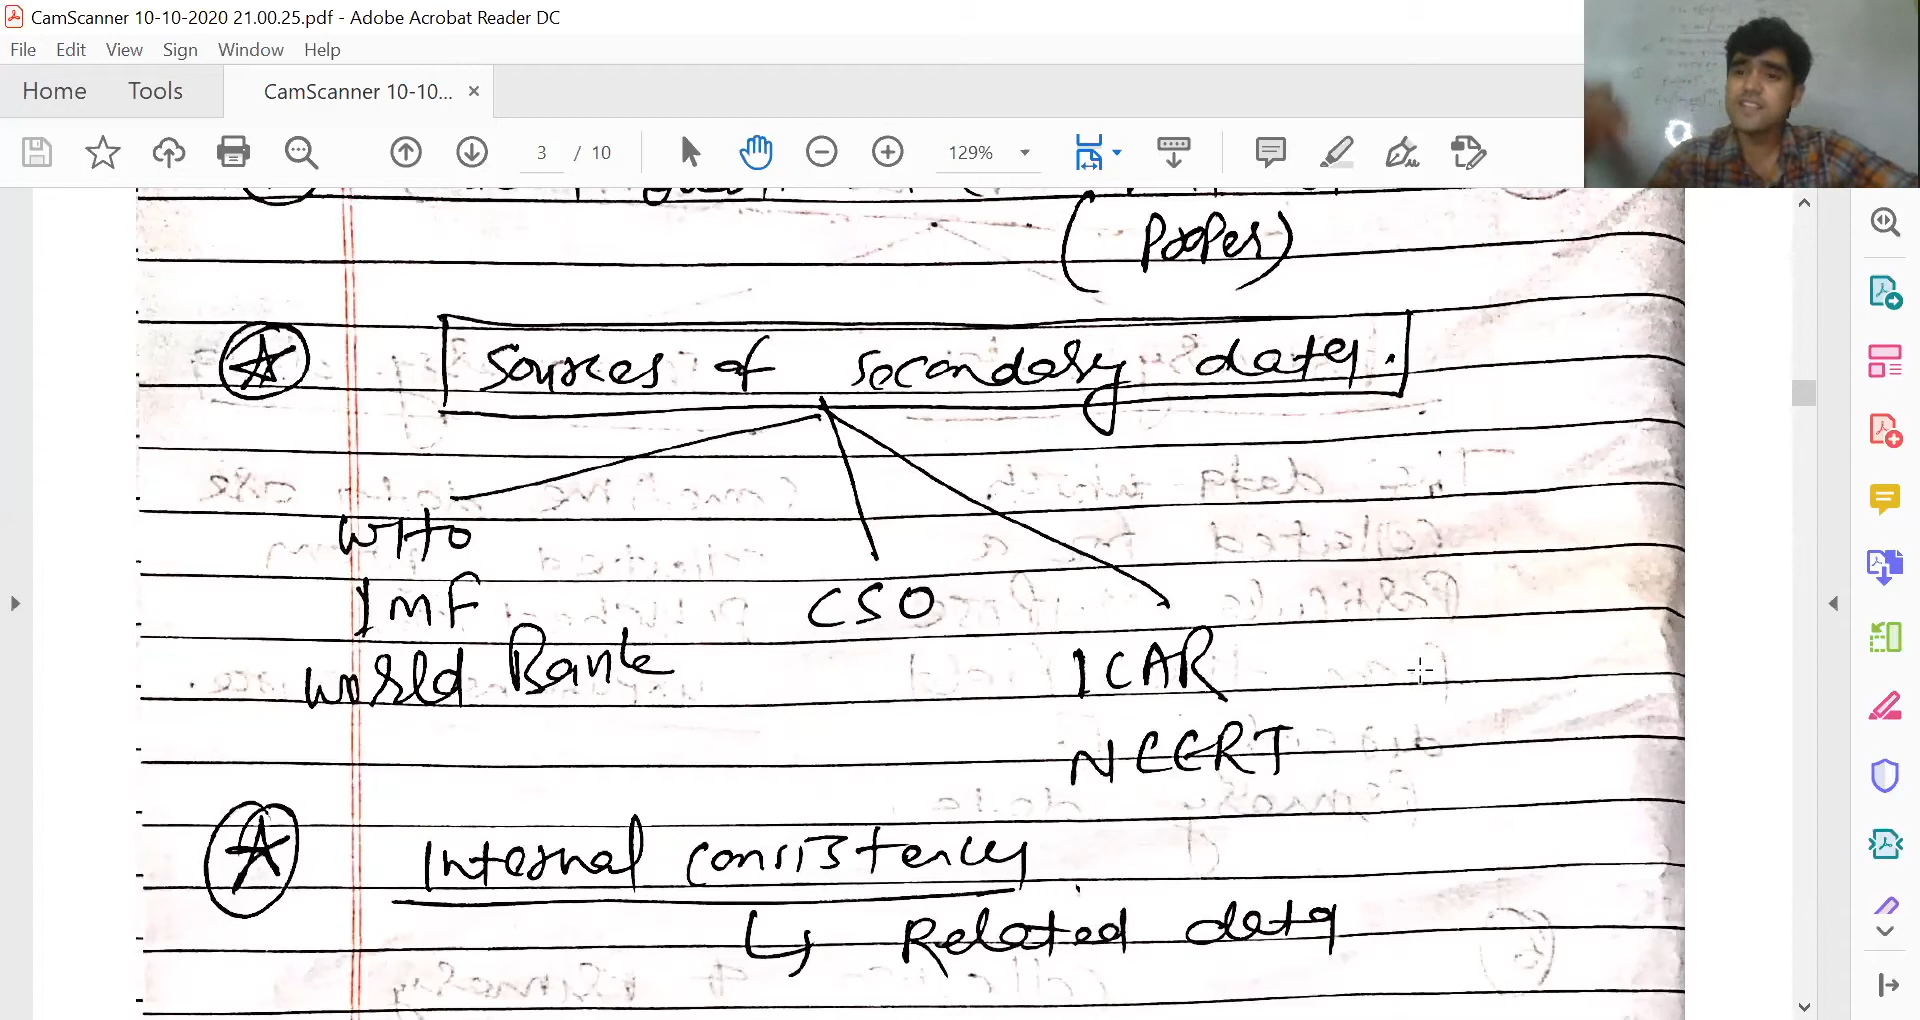 CamScanner 10-10-2020 21.00.25.pdf - Adobe Acrobat Reader DC
File Edit View Sign Window Help
Home Tools CamScanner 10-10... ×
3 / 10 129%
(Paper)
Sources of secondary data.
WHO
IMF
World Bank
CSO
ICAR
NCERT
Internal consistency
↳ Related data